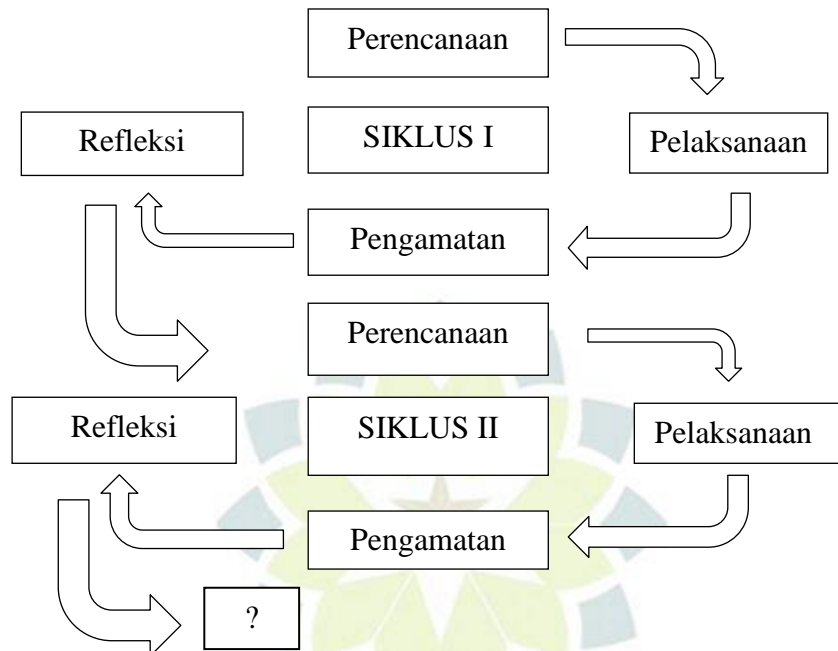 Perencanaan
Refleksi
SIKLUS I
Pelaksanaan
Pengamatan
Perencanaan
Refleksi
SIKLUS II
Pelaksanaan
Pengamatan
?